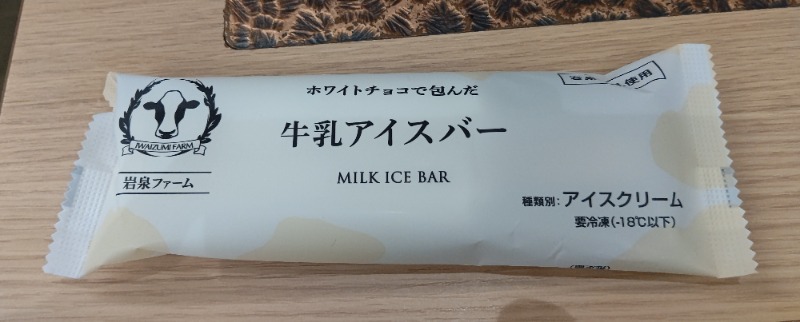 ホワイトチョコで包んだ
牛乳アイスバー
MILK ICE BAR
IWAIZUMI FARM
岩泉ファーム
使用
種類別:アイスクリーム
要冷凍(-18℃以下)